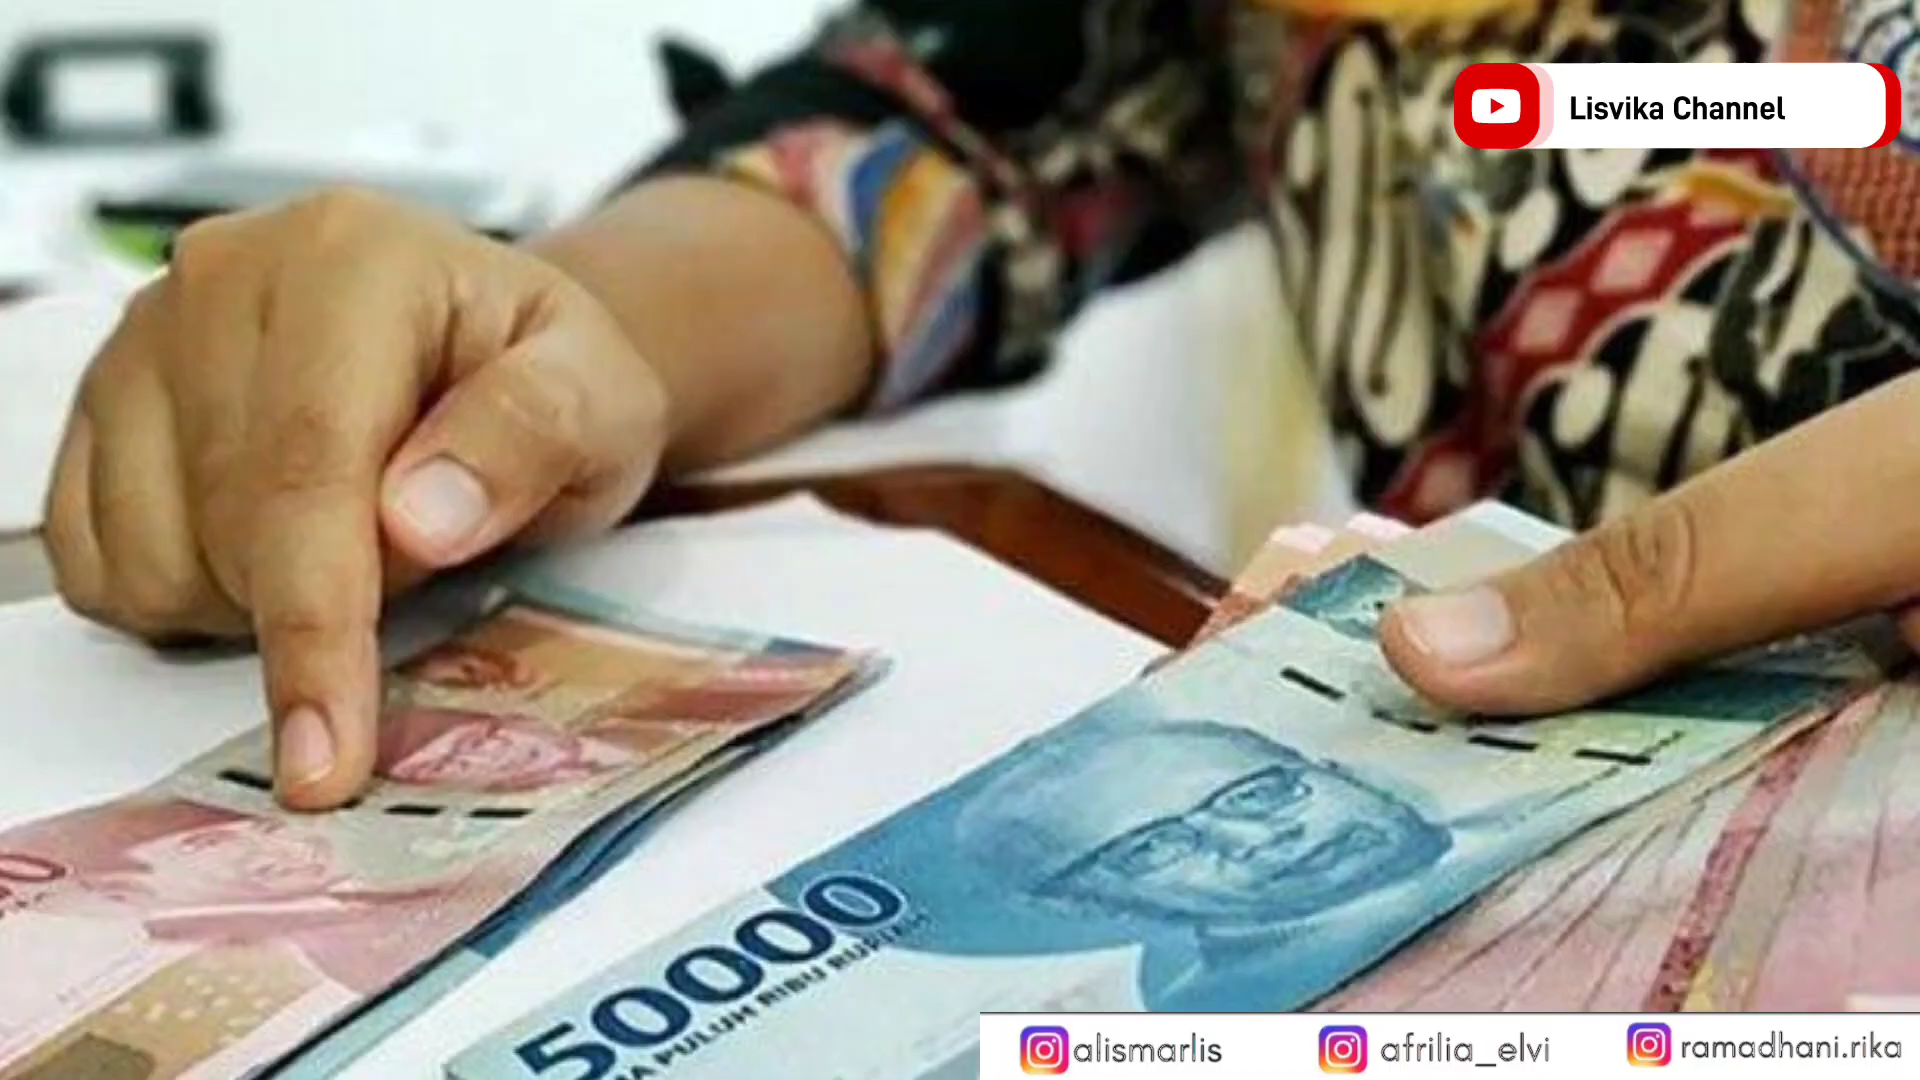 Lisvika Channel
50000
PULUH RIBU RUPIAH
alismarlis
afrilia_elvi
ramadhani.rika